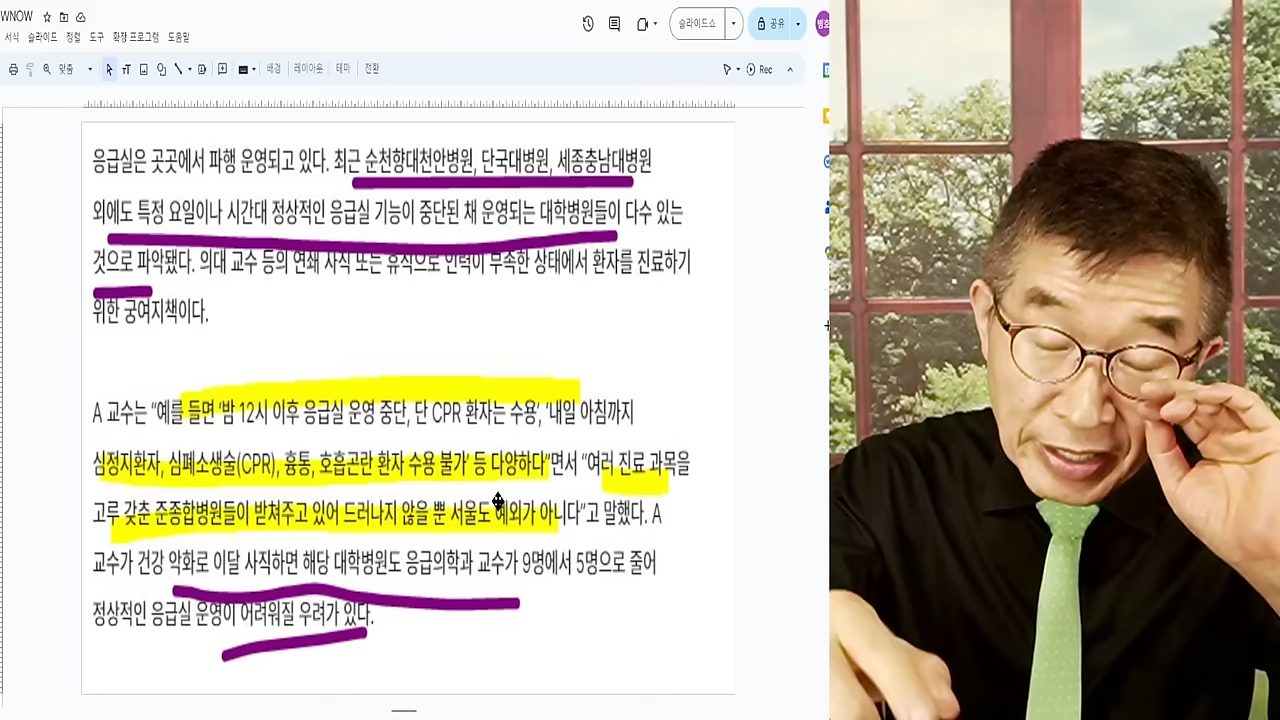 WNOW
슬라이드쇼
공유
병호
서식 슬라이드 정렬 도구 확장 프로그램 도움말
맞춤
배경
레이아웃
테마
전환
Rec
응급실은 곳곳에서 파행 운영되고 있다. 최근 순천향대천안병원, 단국대병원, 세종충남대병원
외에도 특정 요일이나 시간대 정상적인 응급실 기능이 중단된 채 운영되는 대학병원들이 다수 있는
것으로 파악됐다. 의대 교수 등의 연쇄 사직 또는 휴직으로 인력이 부족한 상태에서 환자를 진료하기
위한 궁여지책이다.
A 교수는 “예를 들면 ‘밤 12시 이후 응급실 운영 중단, 단 CPR 환자는 수용’, ‘내일 아침까지
심정지환자, 심폐소생술(CPR), 흉통, 호흡곤란 환자 수용 불가’ 등 다양하다”면서 “여러 진료 과목을
고루 갖춘 준종합병원들이 받쳐주고 있어 드러나지 않을 뿐 서울도 예외가 아니다”고 말했다. A
교수가 건강 악화로 이달 사직하면 해당 대학병원도 응급의학과 교수가 9명에서 5명으로 줄어
정상적인 응급실 운영이 어려워질 우려가 있다.